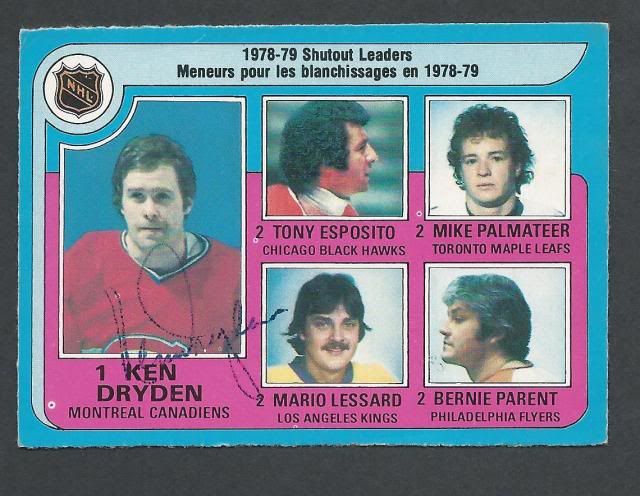 1978-79 Shutout Leaders
Meneurs pour les blanchissages en 1978-79
NHL
1 KEN
DRYDEN
MONTREAL CANADIENS
2 TONY ESPOSITO
CHICAGO BLACK HAWKS
2 MIKE PALMATEER
TORONTO MAPLE LEAFS
2 MARIO LESSARD
LOS ANGELES KINGS
2 BERNIE PARENT
PHILADELPHIA FLYERS